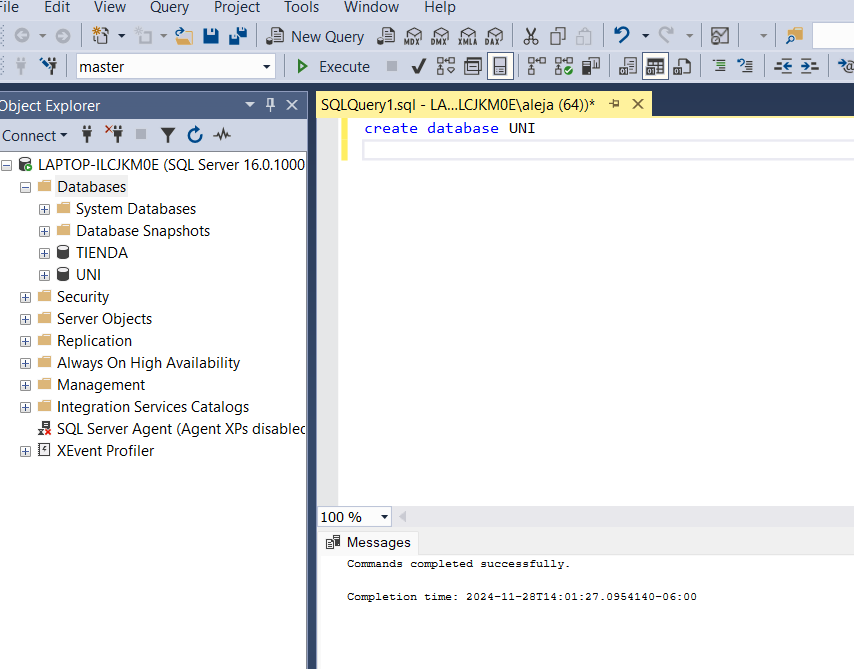 File Edit View Query Project Tools Window Help
New Query MDX DMX XMLA DAX
master Execute
Object Explorer
SQLQuery1.sql - LA...LCJKM0E\aleja (64))*
Connect
create database UNI
LAPTOP-ILCJKM0E (SQL Server 16.0.1000
Databases
System Databases
Database Snapshots
TIENDA
UNI
Security
Server Objects
Replication
Always On High Availability
Management
Integration Services Catalogs
SQL Server Agent (Agent XPs disabled
XEvent Profiler
100 %
Messages
Commands completed successfully.
Completion time: 2024-11-28T14:01:27.0954140-06:00